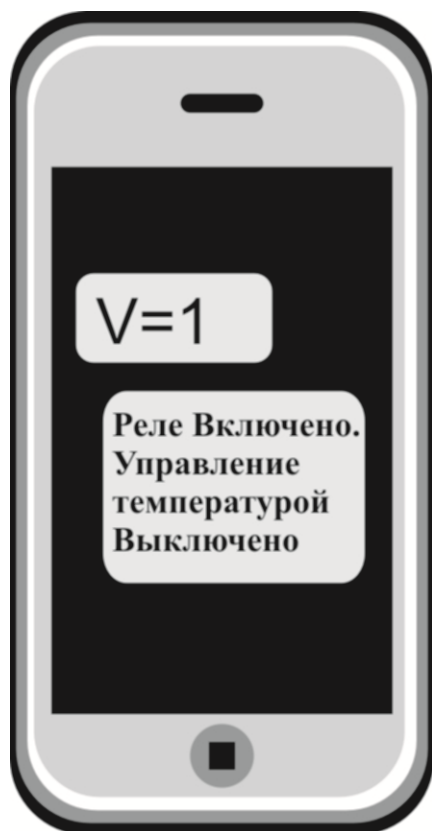 V=1
Реле Включено.
Управление
температурой
Выключено